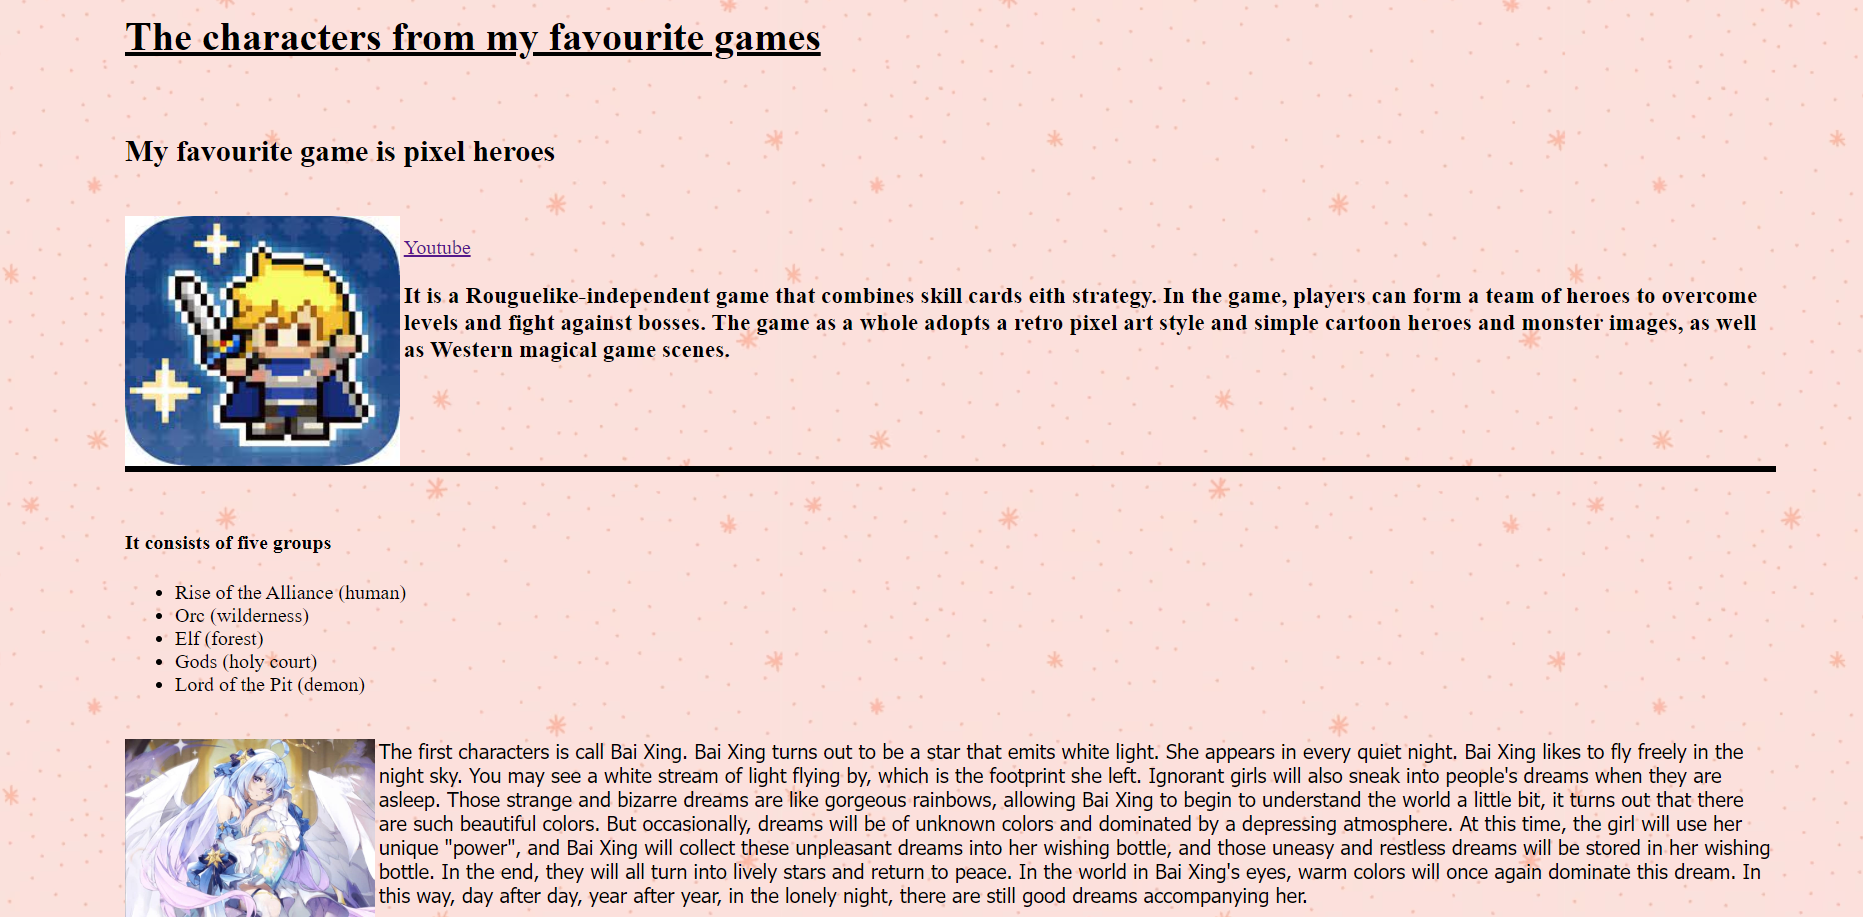 The characters from my favourite games
My favourite game is pixel heroes
Youtube
It is a Rouguelike-independent game that combines skill cards eith strategy. In the game, players can form a team of heroes to overcome
levels and fight against bosses. The game as a whole adopts a retro pixel art style and simple cartoon heroes and monster images, as well
as Western magical game scenes.
It consists of five groups
• Rise of the Alliance (human)
• Orc (wilderness)
• Elf (forest)
• Gods (holy court)
• Lord of the Pit (demon)
The first characters is call Bai Xing. Bai Xing turns out to be a star that emits white light. She appears in every quiet night. Bai Xing likes to fly freely in the
night sky. You may see a white stream of light flying by, which is the footprint she left. Ignorant girls will also sneak into people's dreams when they are
asleep. Those strange and bizarre dreams are like gorgeous rainbows, allowing Bai Xing to begin to understand the world a little bit, it turns out that there
are such beautiful colors. But occasionally, dreams will be of unknown colors and dominated by a depressing atmosphere. At this time, the girl will use her
unique "power", and Bai Xing will collect these unpleasant dreams into her wishing bottle, and those uneasy and restless dreams will be stored in her wishing
bottle. In the end, they will all turn into lively stars and return to peace. In the world in Bai Xing's eyes, warm colors will once again dominate this dream. In
this way, day after day, year after year, in the lonely night, there are still good dreams accompanying her.